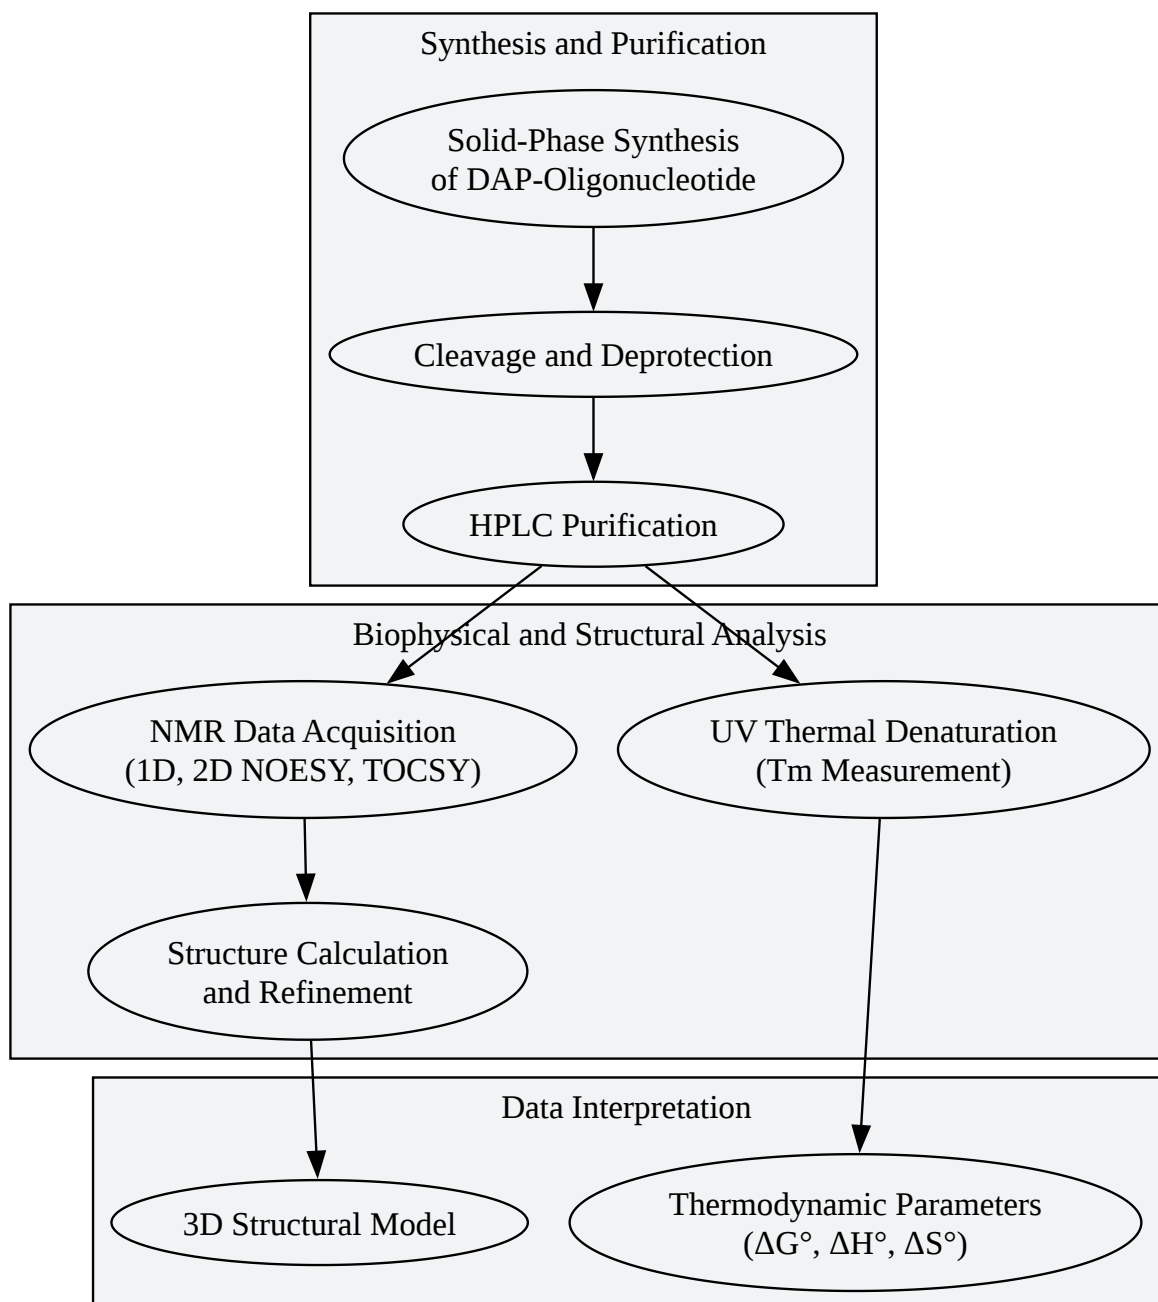 Synthesis and Purification
Solid-Phase Synthesis
of DAP-Oligonucleotide
Cleavage and Deprotection
HPLC Purification
Biophysical and Structural Analysis
NMR Data Acquisition
(1D, 2D NOESY, TOCSY)
UV Thermal Denaturation
(Tm Measurement)
Structure Calculation
and Refinement
Data Interpretation
3D Structural Model
Thermodynamic Parameters
(ΔG°, ΔH°, ΔS°)